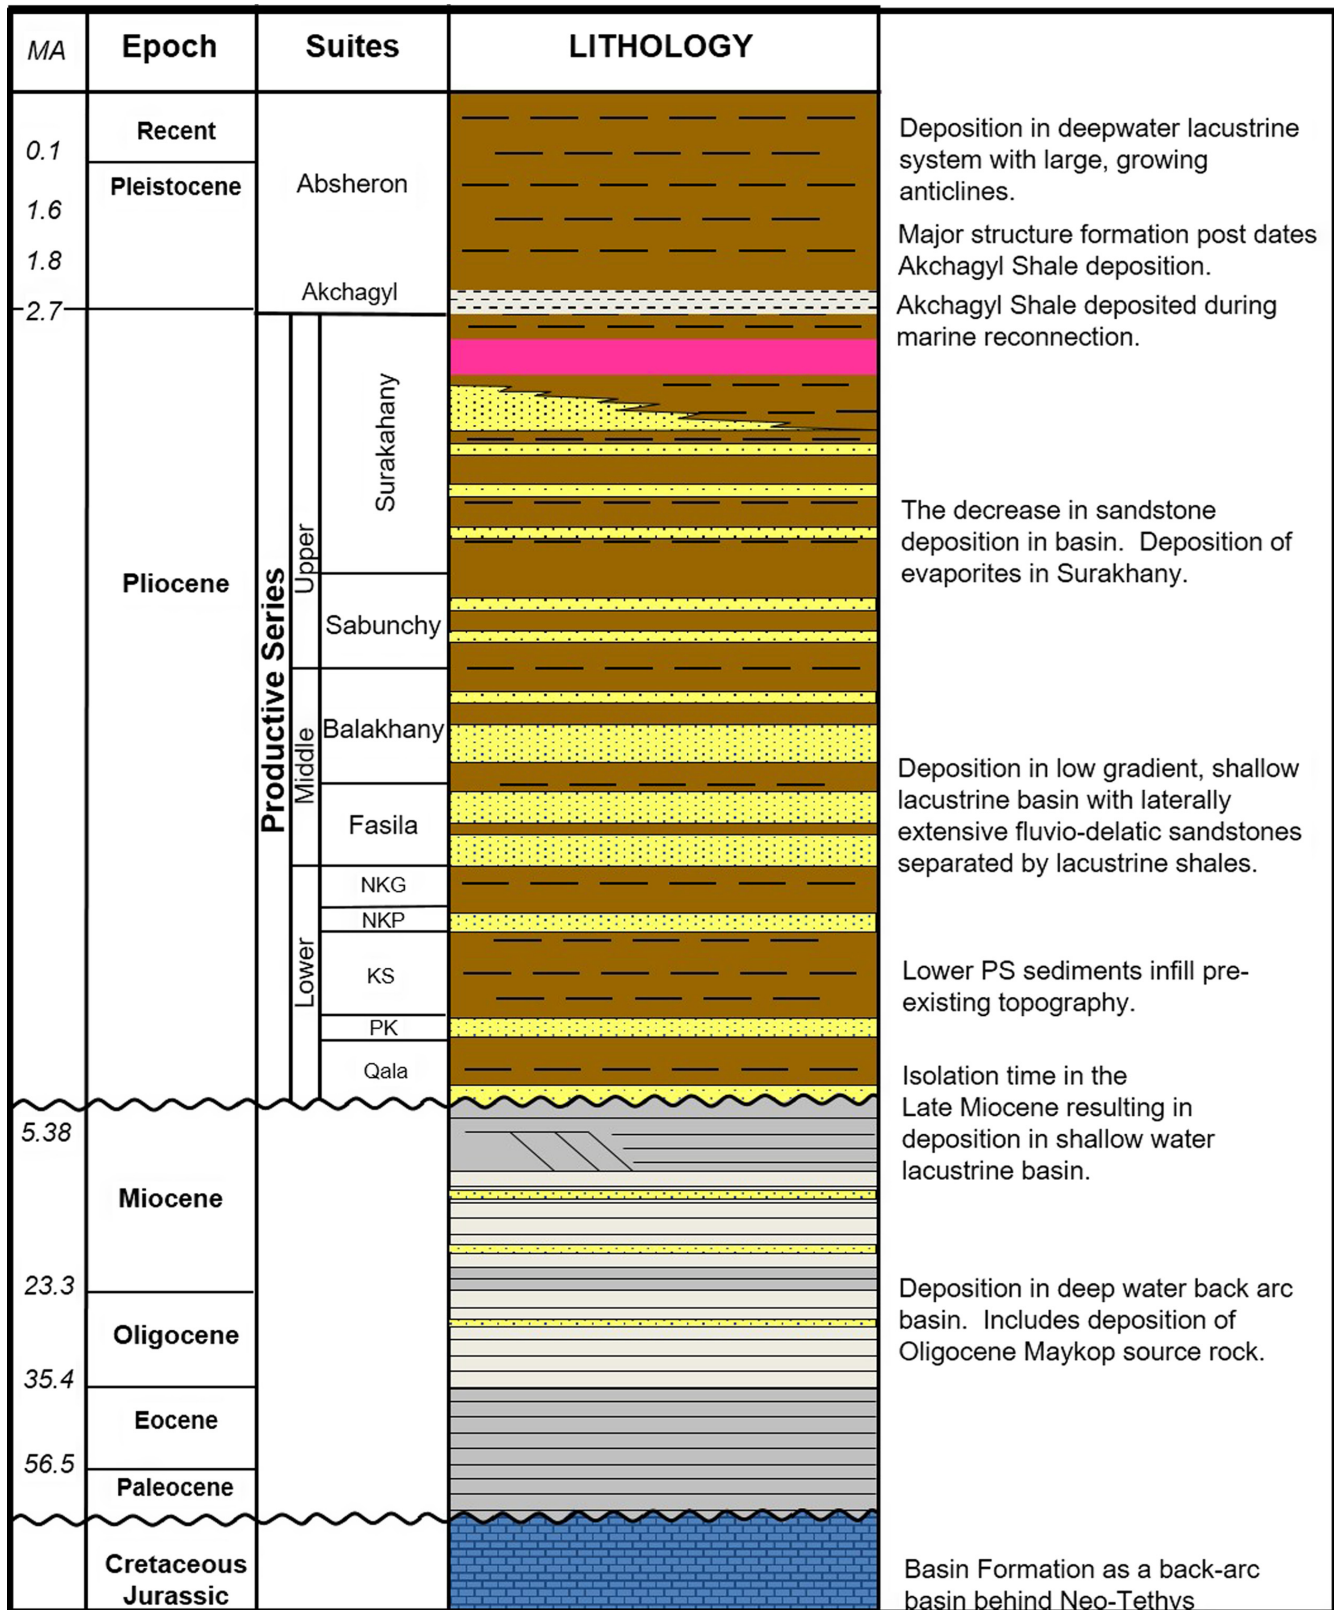 MA
Epoch
Suites
LITHOLOGY
0.1
1.6
1.8
2.7
5.38
23.3
35.4
56.5
Recent
Pleistocene
Pliocene
Miocene
Oligocene
Eocene
Paleocene
Cretaceous
Jurassic
Absheron
Akchagyl
Productive Series
Upper
Middle
Lower
Surakahany
Sabunchy
Balakhany
Fasila
NKG
NKP
KS
PK
Qala
Deposition in deepwater lacustrine
system with large, growing
anticlines.
Major structure formation post dates
Akchagyl Shale deposition.
Akchagyl Shale deposited during
marine reconnection.
The decrease in sandstone
deposition in basin. Deposition of
evaporites in Surakhany.
Deposition in low gradient, shallow
lacustrine basin with laterally
extensive fluvio-delatic sandstones
separated by lacustrine shales.
Lower PS sediments infill pre-
existing topography.
Isolation time in the
Late Miocene resulting in
deposition in shallow water
lacustrine basin.
Deposition in deep water back arc
basin. Includes deposition of
Oligocene Maykop source rock.
Basin Formation as a back-arc
basin behind Neo-Tethys